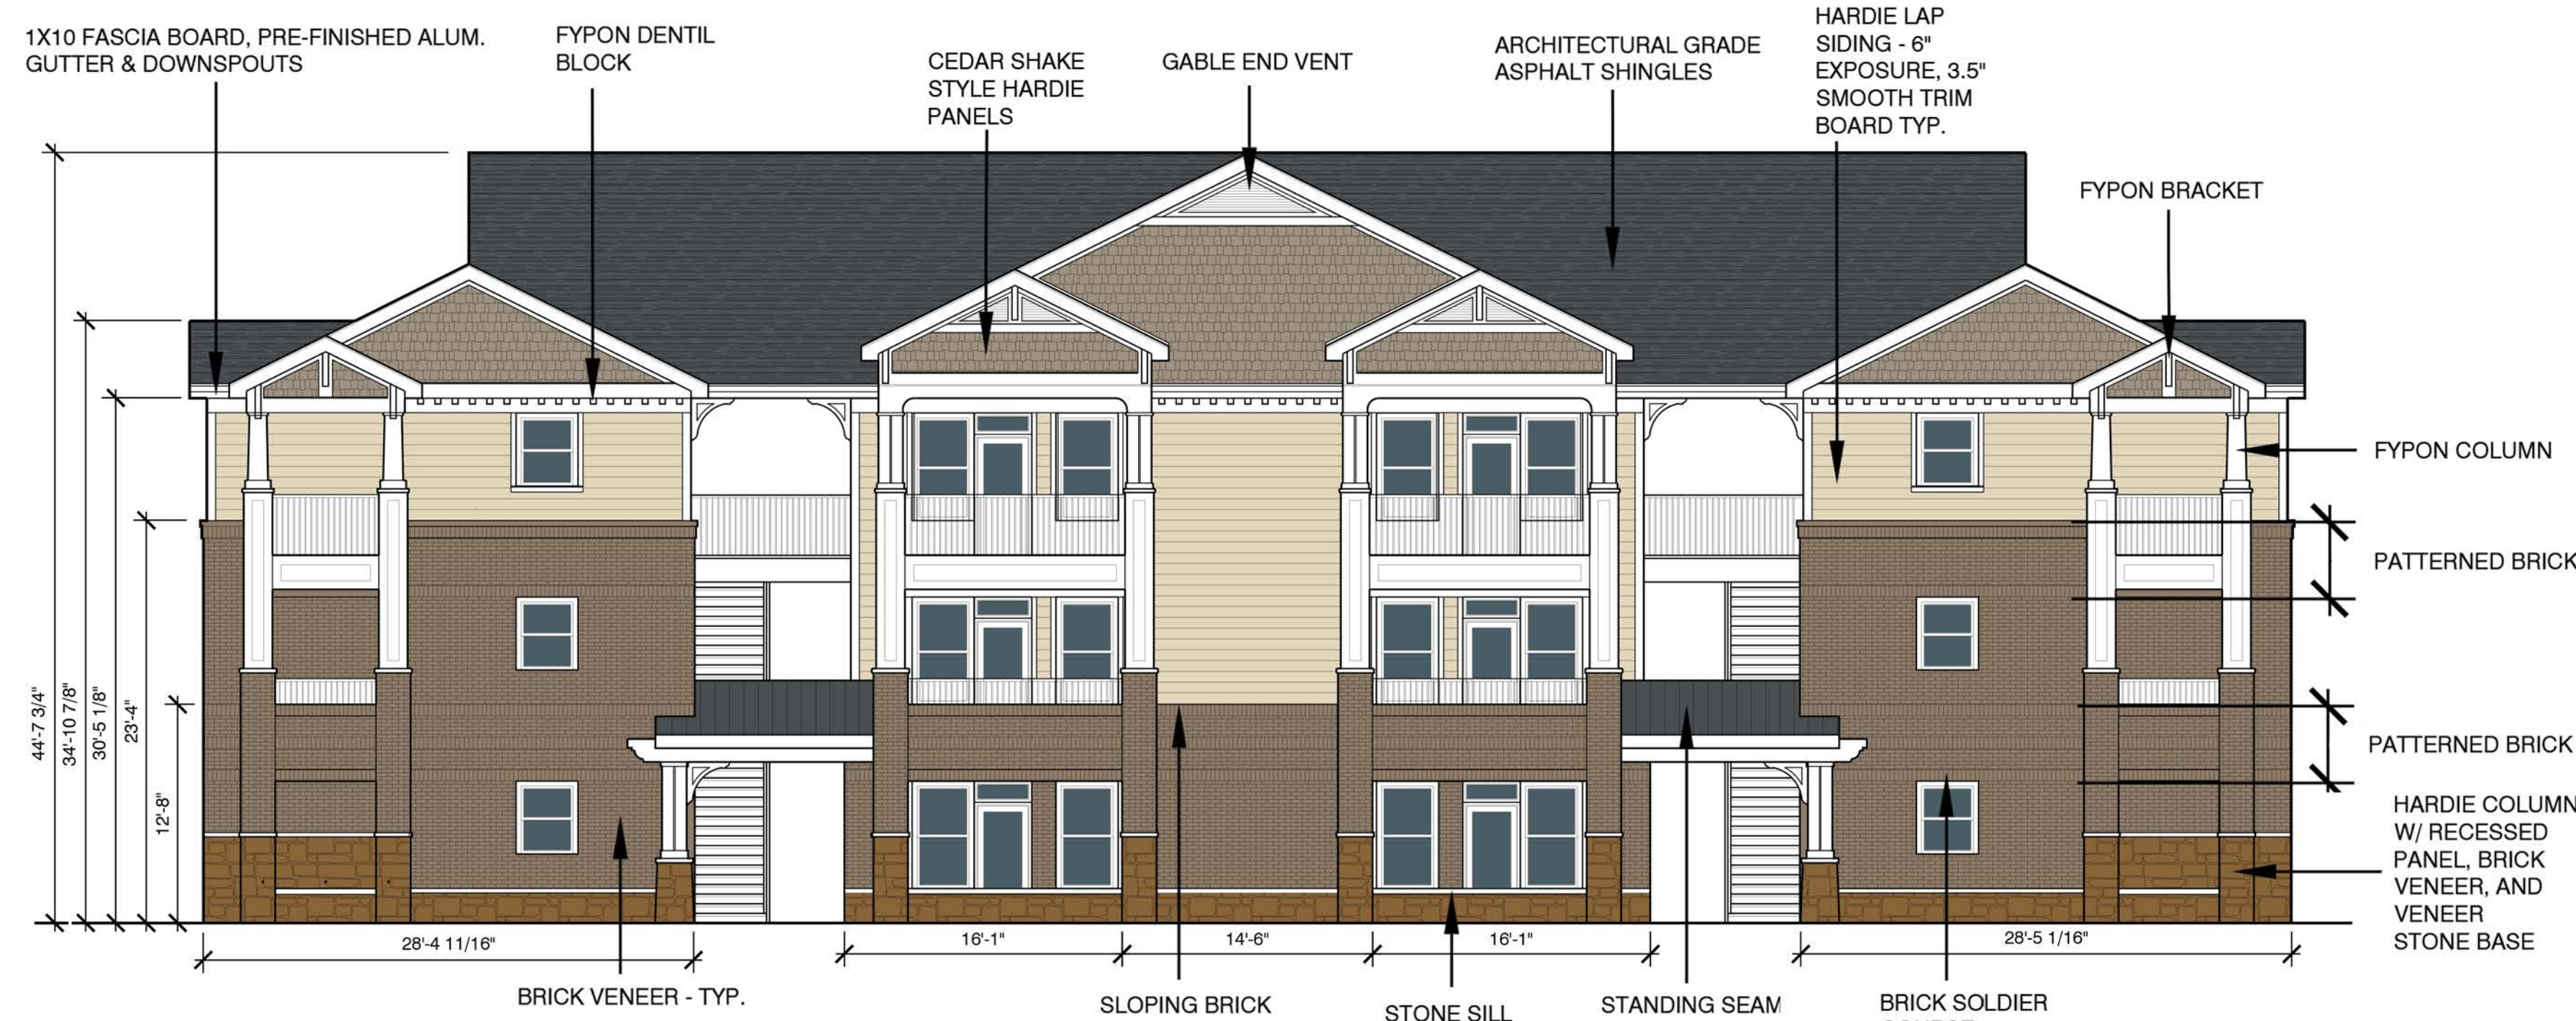 1X10 FASCIA BOARD, PRE-FINISHED ALUM.
GUTTER & DOWNSPOUTS
FYPON DENTIL
BLOCK
CEDAR SHAKE
STYLE HARDIE
PANELS
GABLE END VENT
ARCHITECTURAL GRADE
ASPHALT SHINGLES
HARDIE LAP
SIDING - 6"
EXPOSURE, 3.5"
SMOOTH TRIM
BOARD TYP.
FYPON BRACKET
FYPON COLUMN
PATTERNED BRICK
PATTERNED BRICK
HARDIE COLUMN
W/ RECESSED
PANEL, BRICK
VENEER, AND
VENEER
STONE BASE
44'-7 3/4"
34'-10 7/8"
30'-5 1/8"
23'-4"
12'-8"
28'-4 11/16"
16'-1"
14'-6"
16'-1"
28'-5 1/16"
BRICK VENEER - TYP.
SLOPING BRICK
STONE SILL
STANDING SEAM
BRICK SOLDIER